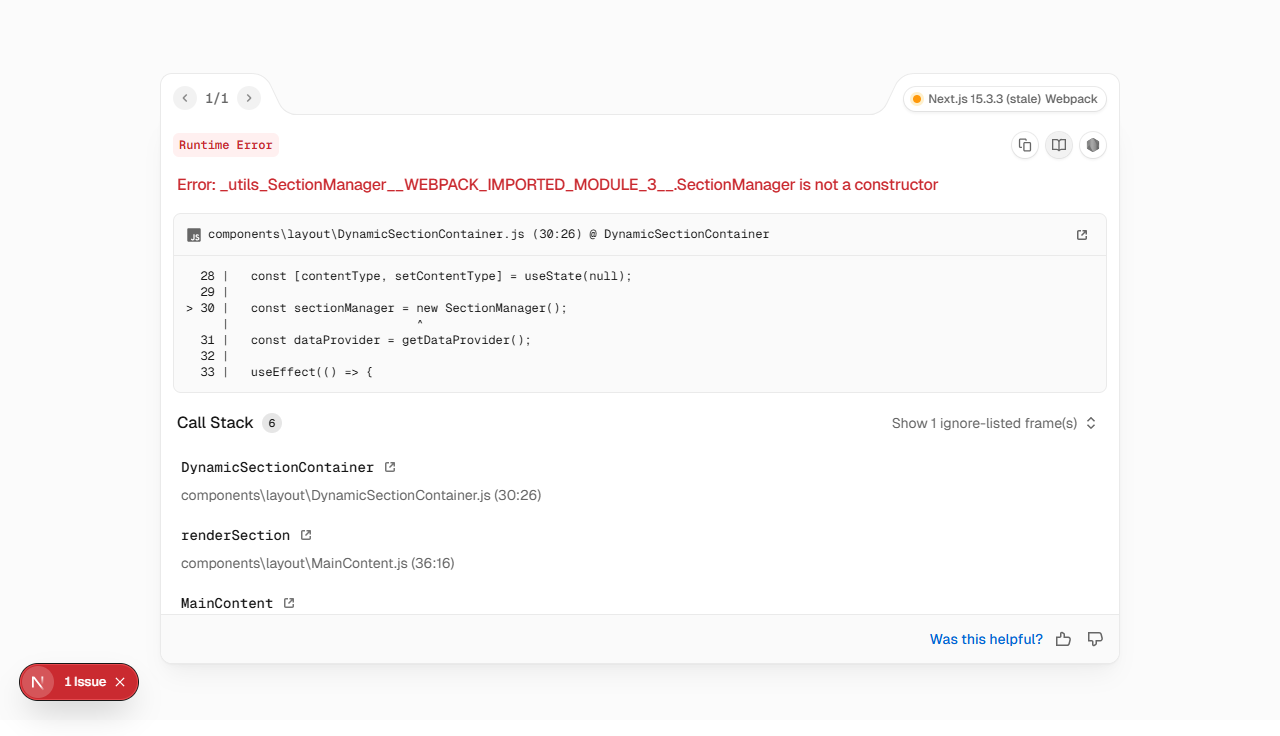 1/1
Next.js 15.3.3 (stale) Webpack
Runtime Error
Error: _utils_SectionManager__WEBPACK_IMPORTED_MODULE_3__.SectionManager is not a constructor
JS components\layout\DynamicSectionContainer.js (30:26) @ DynamicSectionContainer
28 |   const [contentType, setContentType] = useState(null);
29 |
> 30 |   const sectionManager = new SectionManager();
|                          ^
31 |   const dataProvider = getDataProvider();
32 |
33 |   useEffect(() => {
Call Stack 6
Show 1 ignore-listed frame(s)
DynamicSectionContainer
components\layout\DynamicSectionContainer.js (30:26)
renderSection
components\layout\MainContent.js (36:16)
MainContent
Was this helpful?
N 1 Issue